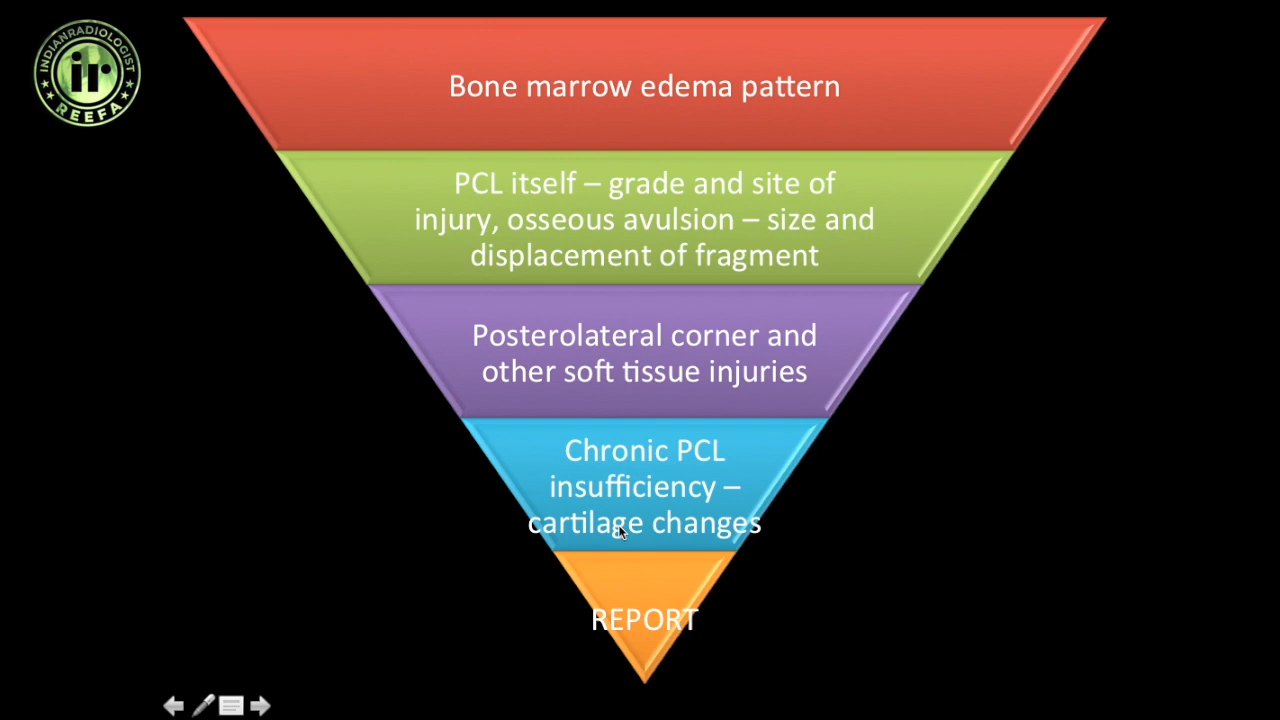 INDIANRADIOLOGIST
ir
REEFA
Bone marrow edema pattern
PCL itself – grade and site of
injury, osseous avulsion – size and
displacement of fragment
Posterolateral corner and
other soft tissue injuries
Chronic PCL
insufficiency –
cartilage changes
REPORT